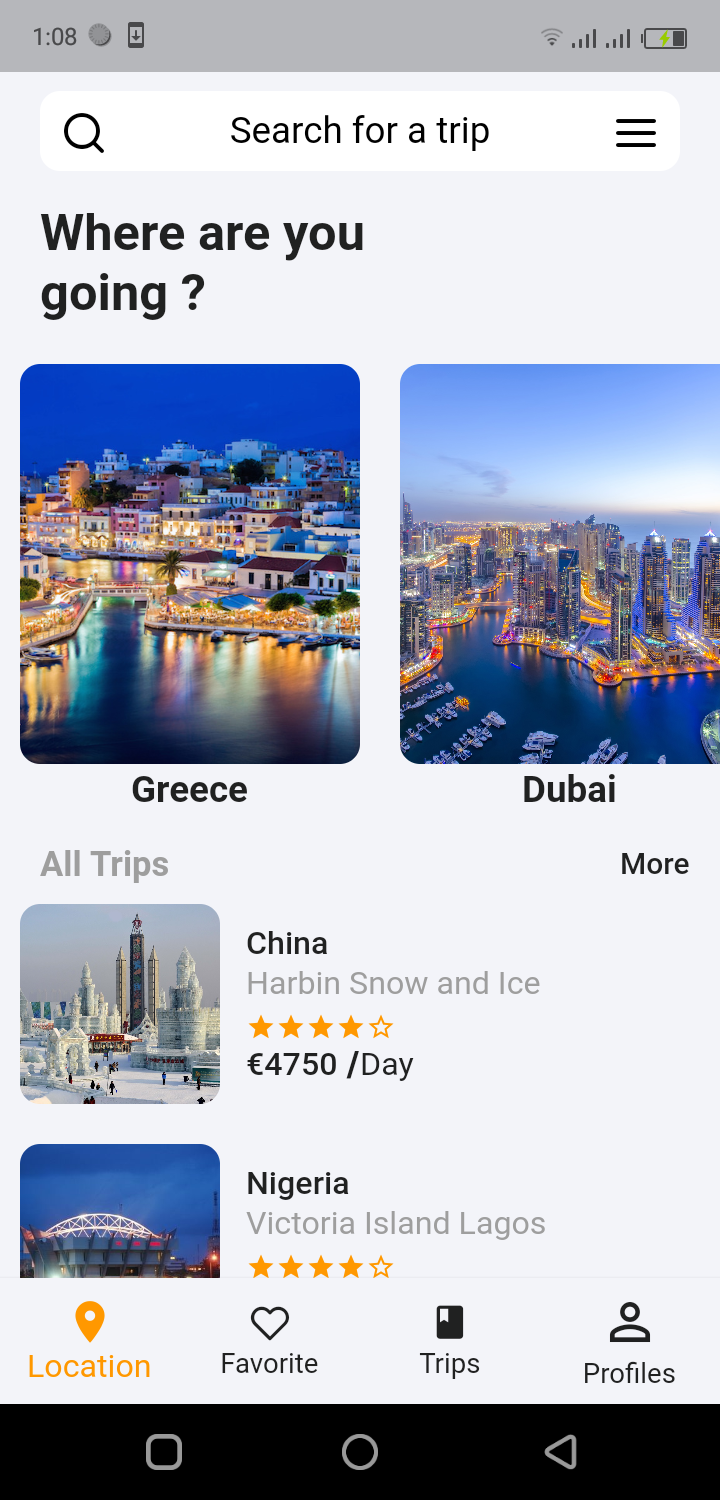 1:08
Search for a trip
Where are you
going ?
Greece
Dubai
All Trips
More
China
Harbin Snow and Ice
€4750 /Day
Nigeria
Victoria Island Lagos
Location
Favorite
Trips
Profiles